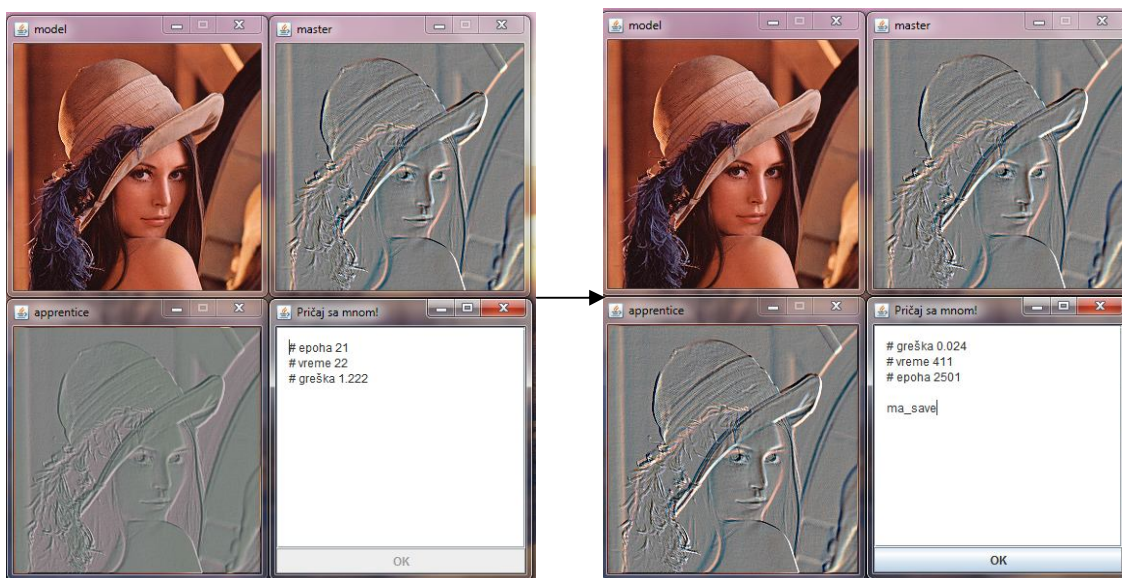 model
master
apprentice
Pričaj sa mnom!
# epoha 21
# vreme 22
# greška 1.222
OK
model
master
apprentice
Pričaj sa mnom!
# greška 0.024
# vreme 411
# epoha 2501
ma_save
OK